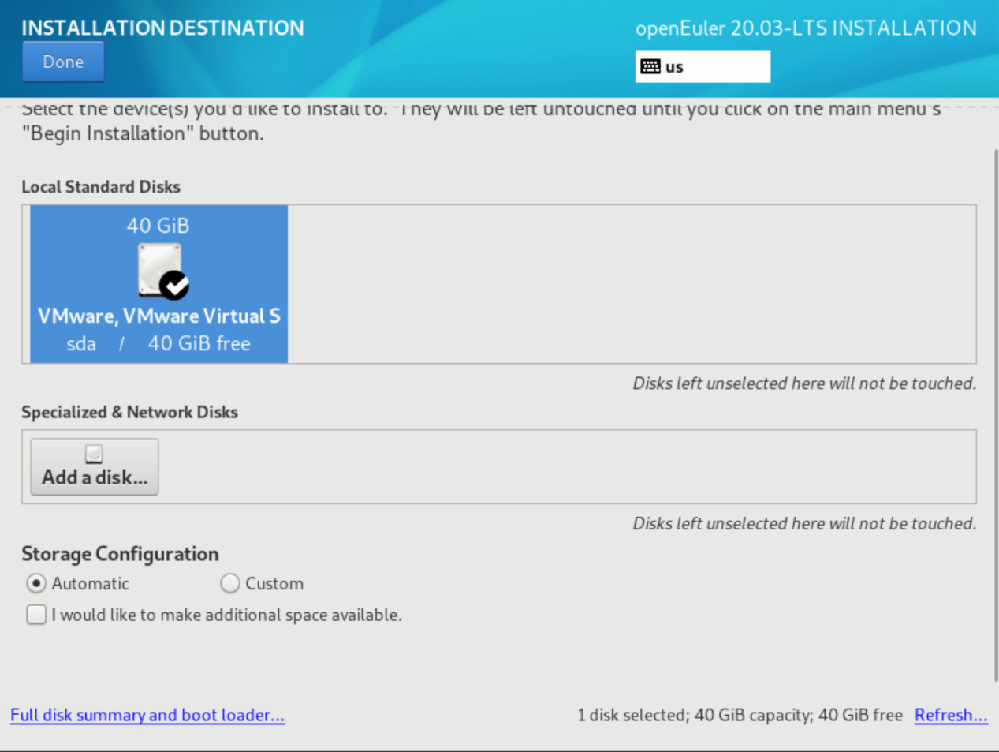 INSTALLATION DESTINATION
openEuler 20.03-LTS INSTALLATION
Done
us
Select the device(s) you'd like to install to. They will be left untouched until you click on the main menu's
"Begin Installation" button.
Local Standard Disks
40 GiB
VMware, VMware Virtual S
sda / 40 GiB free
Disks left unselected here will not be touched.
Specialized & Network Disks
Add a disk...
Disks left unselected here will not be touched.
Storage Configuration
Automatic Custom
I would like to make additional space available.
Full disk summary and boot loader...
1 disk selected; 40 GiB capacity; 40 GiB free Refresh...